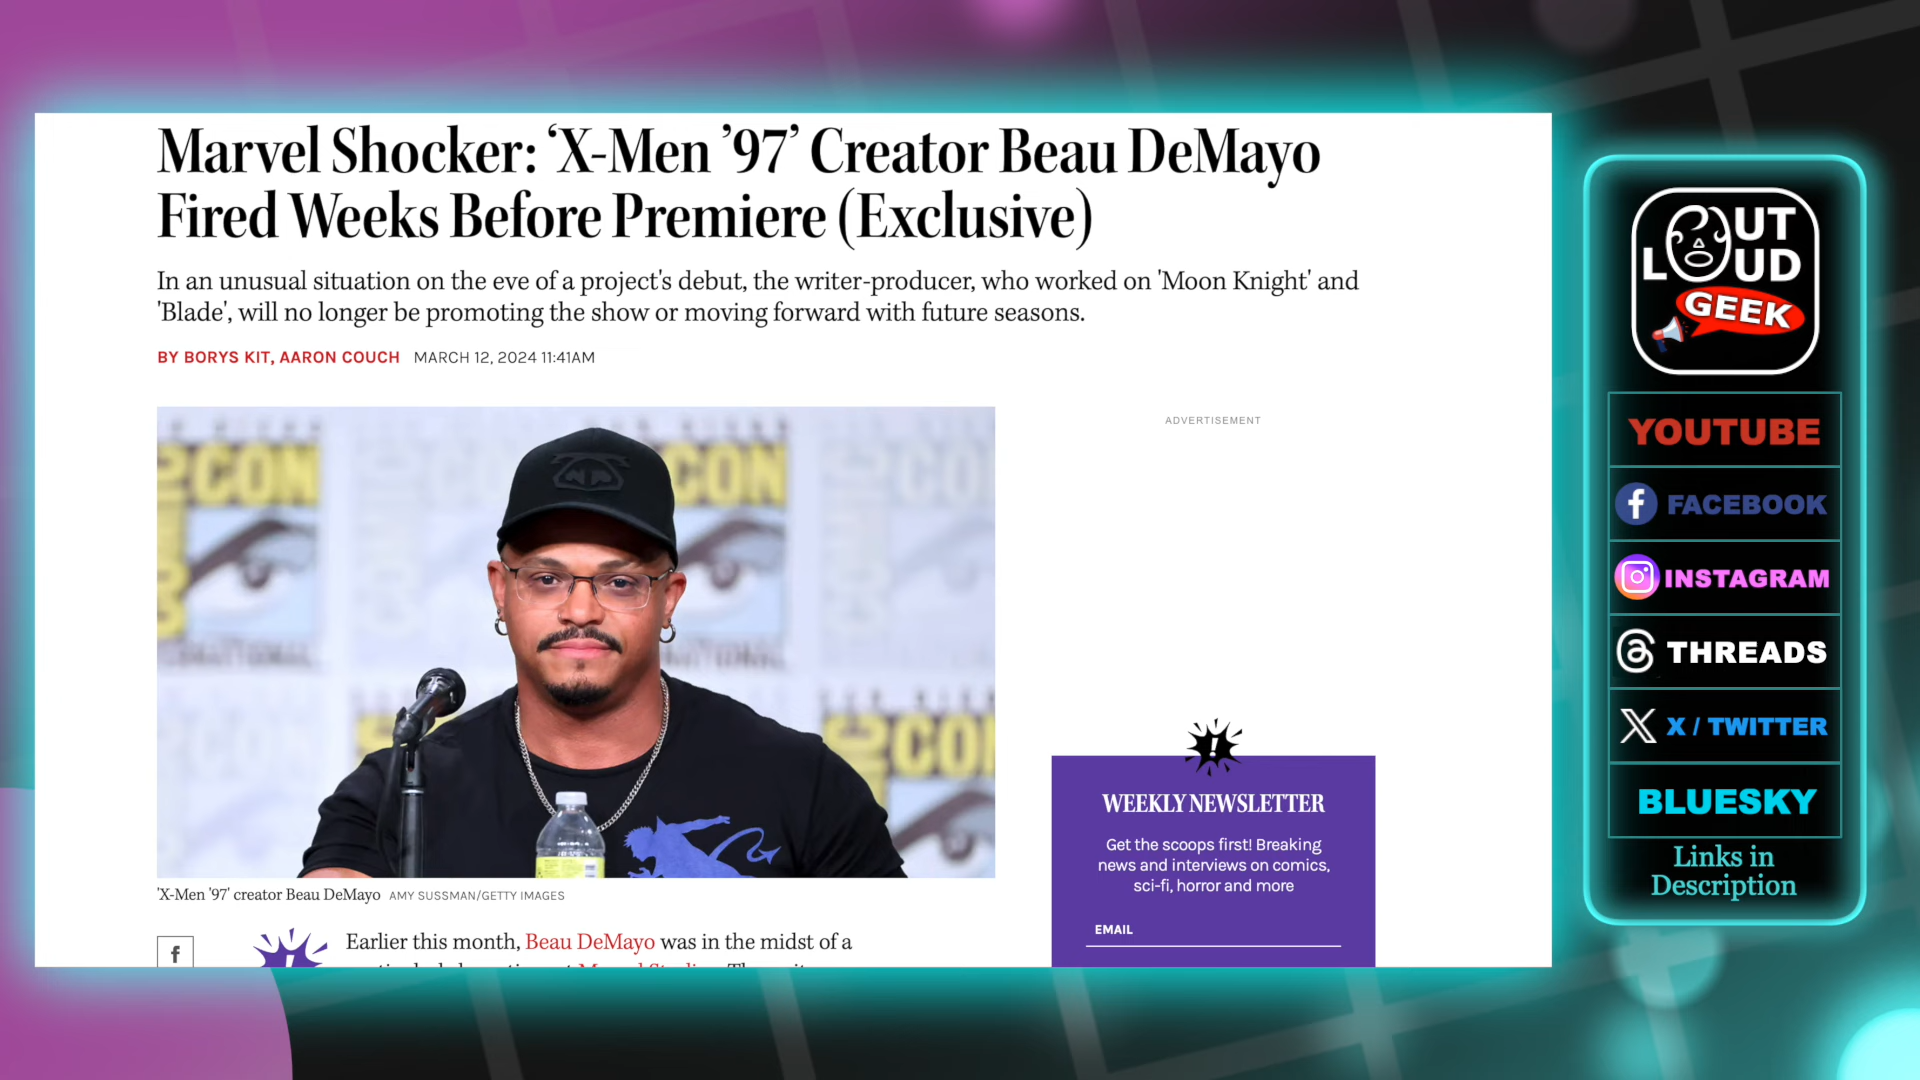 Marvel Shocker: ‘X-Men ’97’ Creator Beau DeMayo
Fired Weeks Before Premiere (Exclusive)
In an unusual situation on the eve of a project's debut, the writer-producer, who worked on 'Moon Knight' and
'Blade', will no longer be promoting the show or moving forward with future seasons.
BY BORYS KIT, AARON COUCH MARCH 12, 2024 11:41AM
ADVERTISEMENT
CON
CON
NP
CON
'X-Men '97' creator Beau DeMayo AMY SUSSMAN/GETTY IMAGES
Earlier this month, Beau DeMayo was in the midst of a
WEEKLY NEWSLETTER
Get the scoops first! Breaking
news and interviews on comics,
sci-fi, horror and more
EMAIL
OUT
LOUD
GEEK
YOUTUBE
FACEBOOK
INSTAGRAM
THREADS
X / TWITTER
BLUESKY
Links in
Description